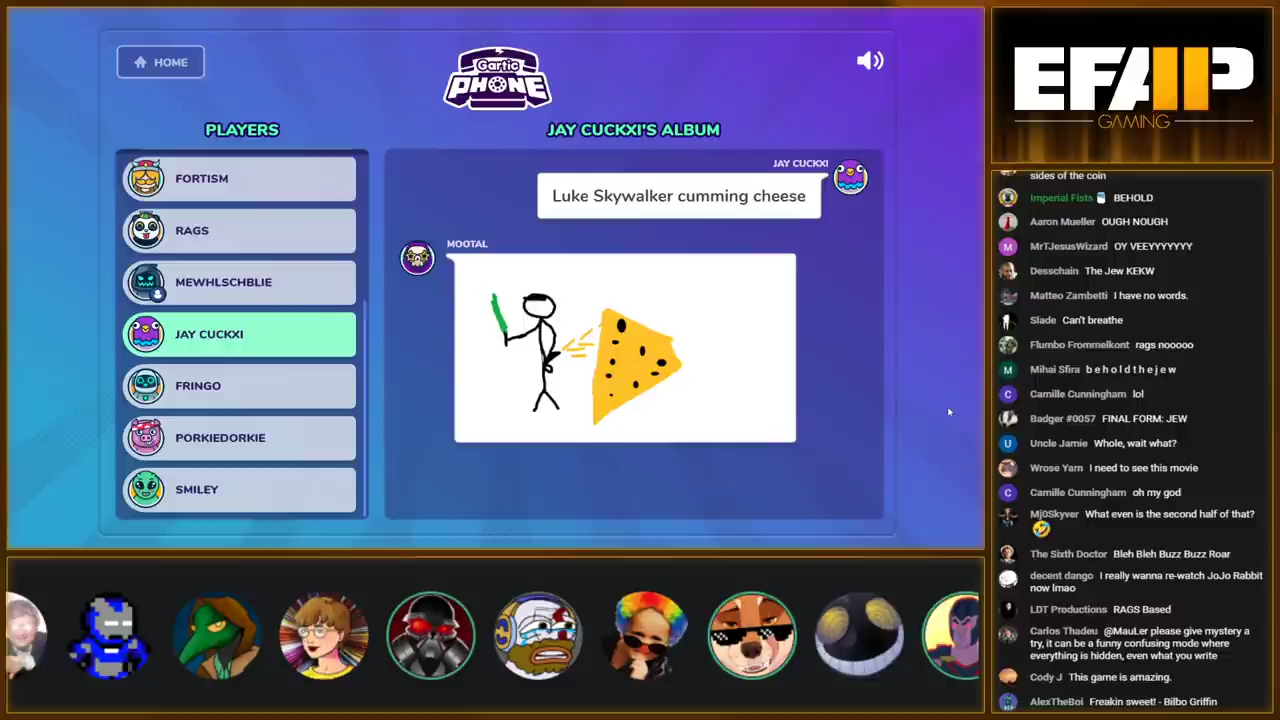 HOME
Gartic
PHONE
PLAYERS
FORTISM
RAGS
MEWHLSCHBLIE
JAY CUCKXI
FRINGO
PORKIEDORKIE
SMILEY
JAY CUCKXI'S ALBUM
JAY CUCKXI
Luke Skywalker cumming cheese
MOOTAL
EFAP
GAMING
sides of the coin
Imperial Fists BEHOLD
Aaron Mueller OUGH NOUGH
M MrTJesusWizard OY VEEYYYYYY
Desschain The Jew KEKW
Matteo Zambetti I have no words.
Slade Can't breathe
Flumbo Frommelkont rags nooooo
M Mihai Sfira b e h o l d t h e j e w
C Camille Cunningham lol
Badger #0057 FINAL FORM: JEW
U Uncle Jamie Whole, wait what?
Wrose Yarn I need to see this movie
C Camille Cunningham oh my god
Mj0Skyver What even is the second half of that?
The Sixth Doctor Bleh Bleh Buzz Buzz Roar
decent dango I really wanna re-watch JoJo Rabbit
now lmao
LDT Productions RAGS Based
Carlos Thadeu @MauLer please give mystery a
try, it can be a funny confusing mode where
everything is hidden, even what you write
Cody J This game is amazing.
AlexTheBoi Freakin sweet! - Bilbo Griffin